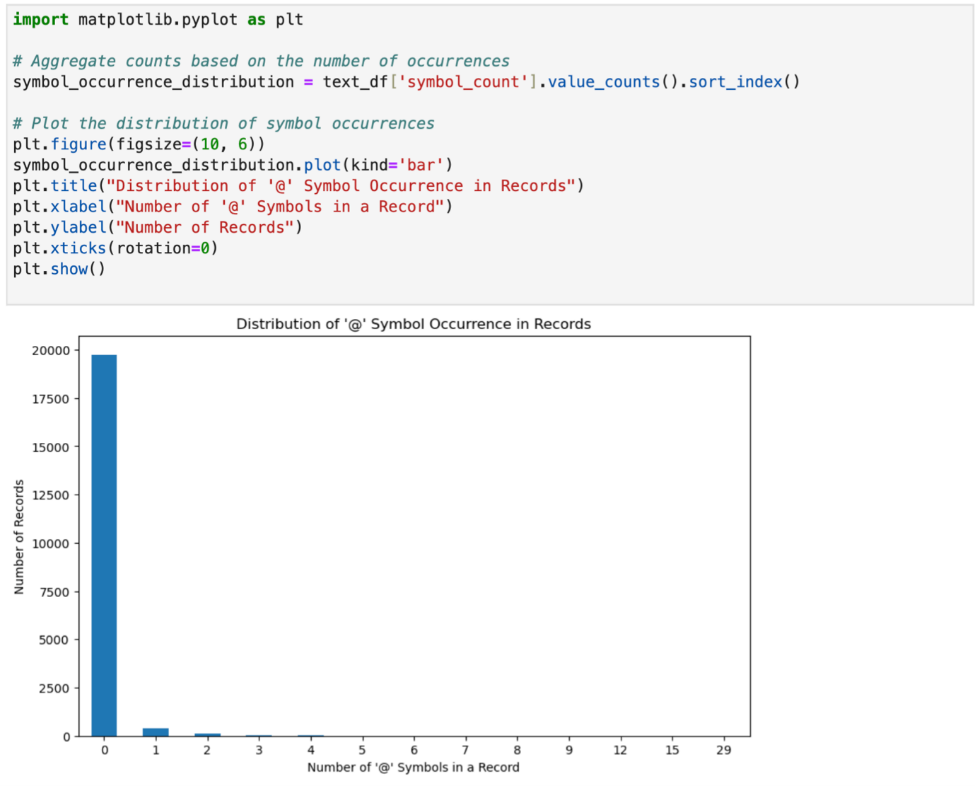 import matplotlib.pyplot as plt
# Aggregate counts based on the number of occurrences
symbol_occurrence_distribution = text_df['symbol_count'].value_counts().sort_index()
# Plot the distribution of symbol occurrences
plt.figure(figsize=(10, 6))
symbol_occurrence_distribution.plot(kind='bar')
plt.title("Distribution of '@' Symbol Occurrence in Records")
plt.xlabel("Number of '@' Symbols in a Record")
plt.ylabel("Number of Records")
plt.xticks(rotation=0)
plt.show()
Distribution of '@' Symbol Occurrence in Records
Number of Records
20000
17500
15000
12500
10000
7500
5000
2500
0
0 1 2 3 4 5 6 7 8 9 12 15 29
Number of '@' Symbols in a Record